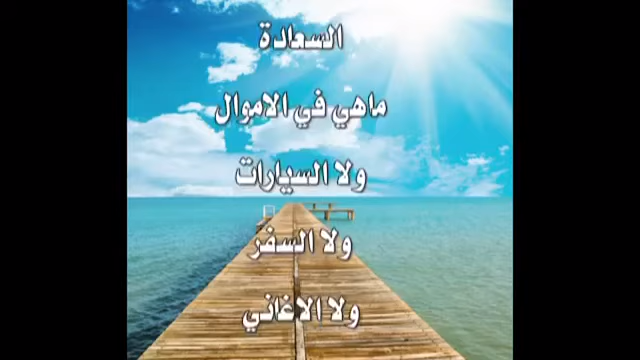 السعادة
ماهي في الاموال
ولا السيارات
ولا السفر
ولا الاغاني